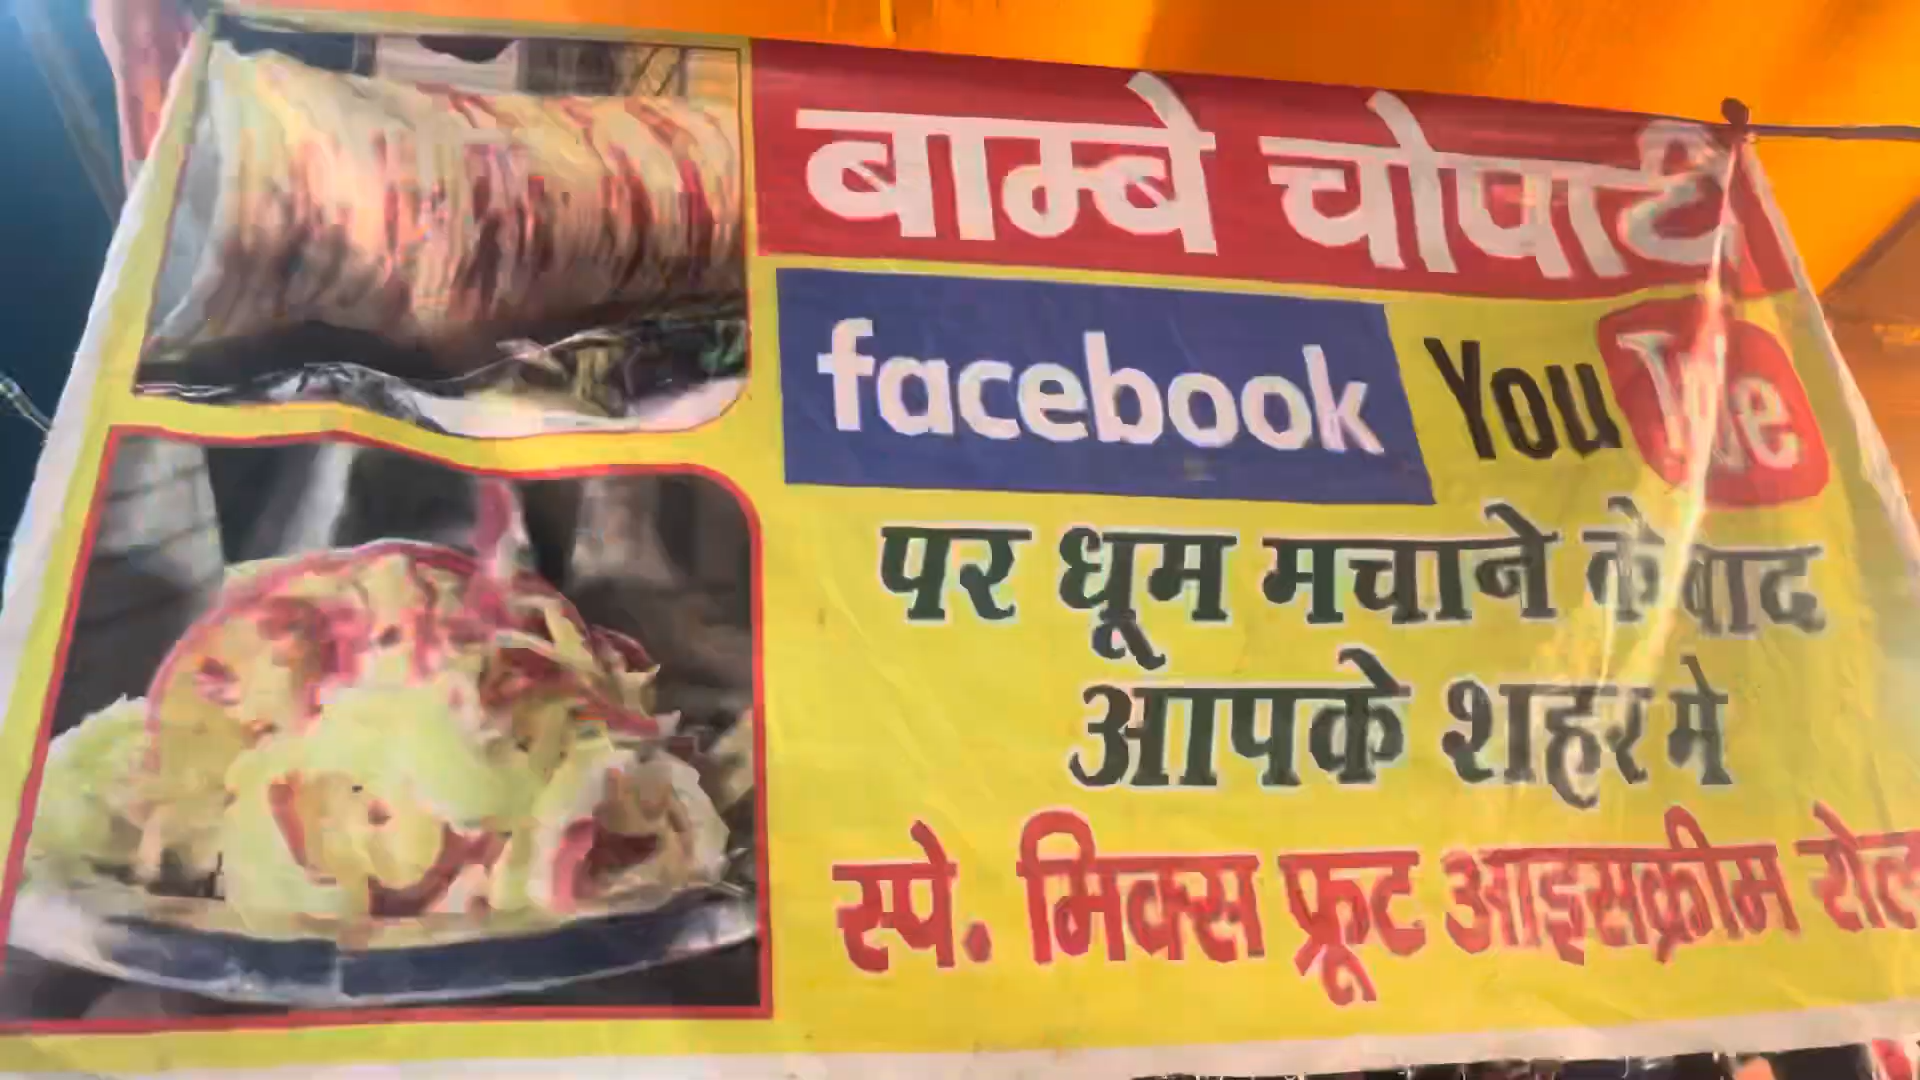 बाम्बे चोपाटी
facebook YouTube
पर धूम मचाने के बाद
आपके शहर मे
स्पे. मिक्स फ्रूट आइसक्रीम रोल